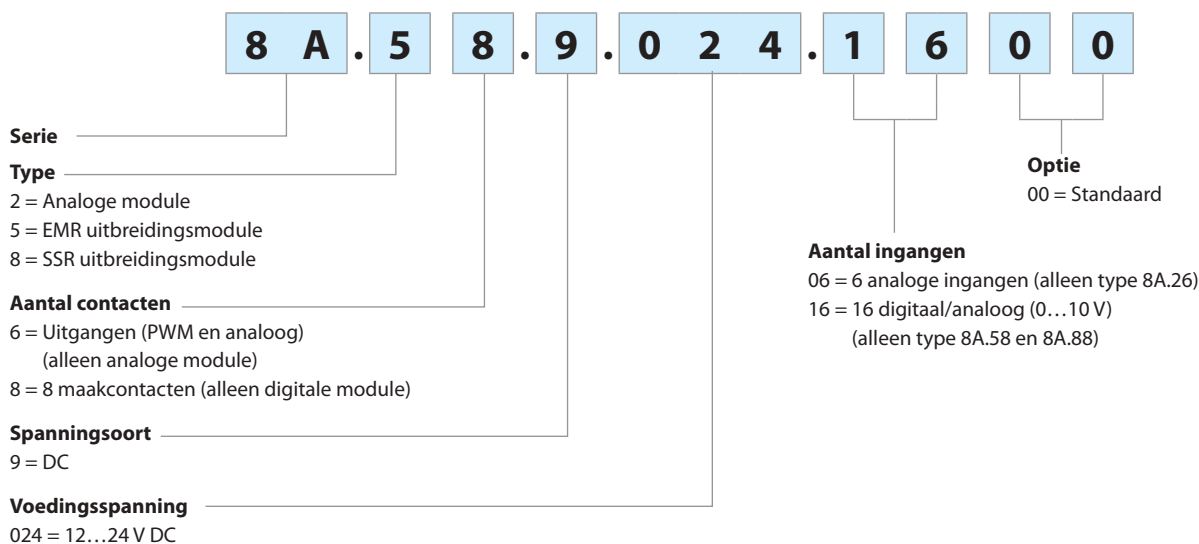 8 A . 5 8 . 9 . 0 2 4 . 1 6 0 0
Serie
Type
2 = Analoge module
5 = EMR uitbreidingsmodule
8 = SSR uitbreidingsmodule
Aantal contacten
6 = Uitgangen (PWM en analoog)
(alleen analoge module)
8 = 8 maakcontacten (alleen digitale module)
Spanningsoort
9 = DC
Voedingsspanning
024 = 12…24 V DC
Optie
00 = Standaard
Aantal ingangen
06 = 6 analoge ingangen (alleen type 8A.26)
16 = 16 digitaal/analoog (0…10 V)
(alleen type 8A.58 en 8A.88)